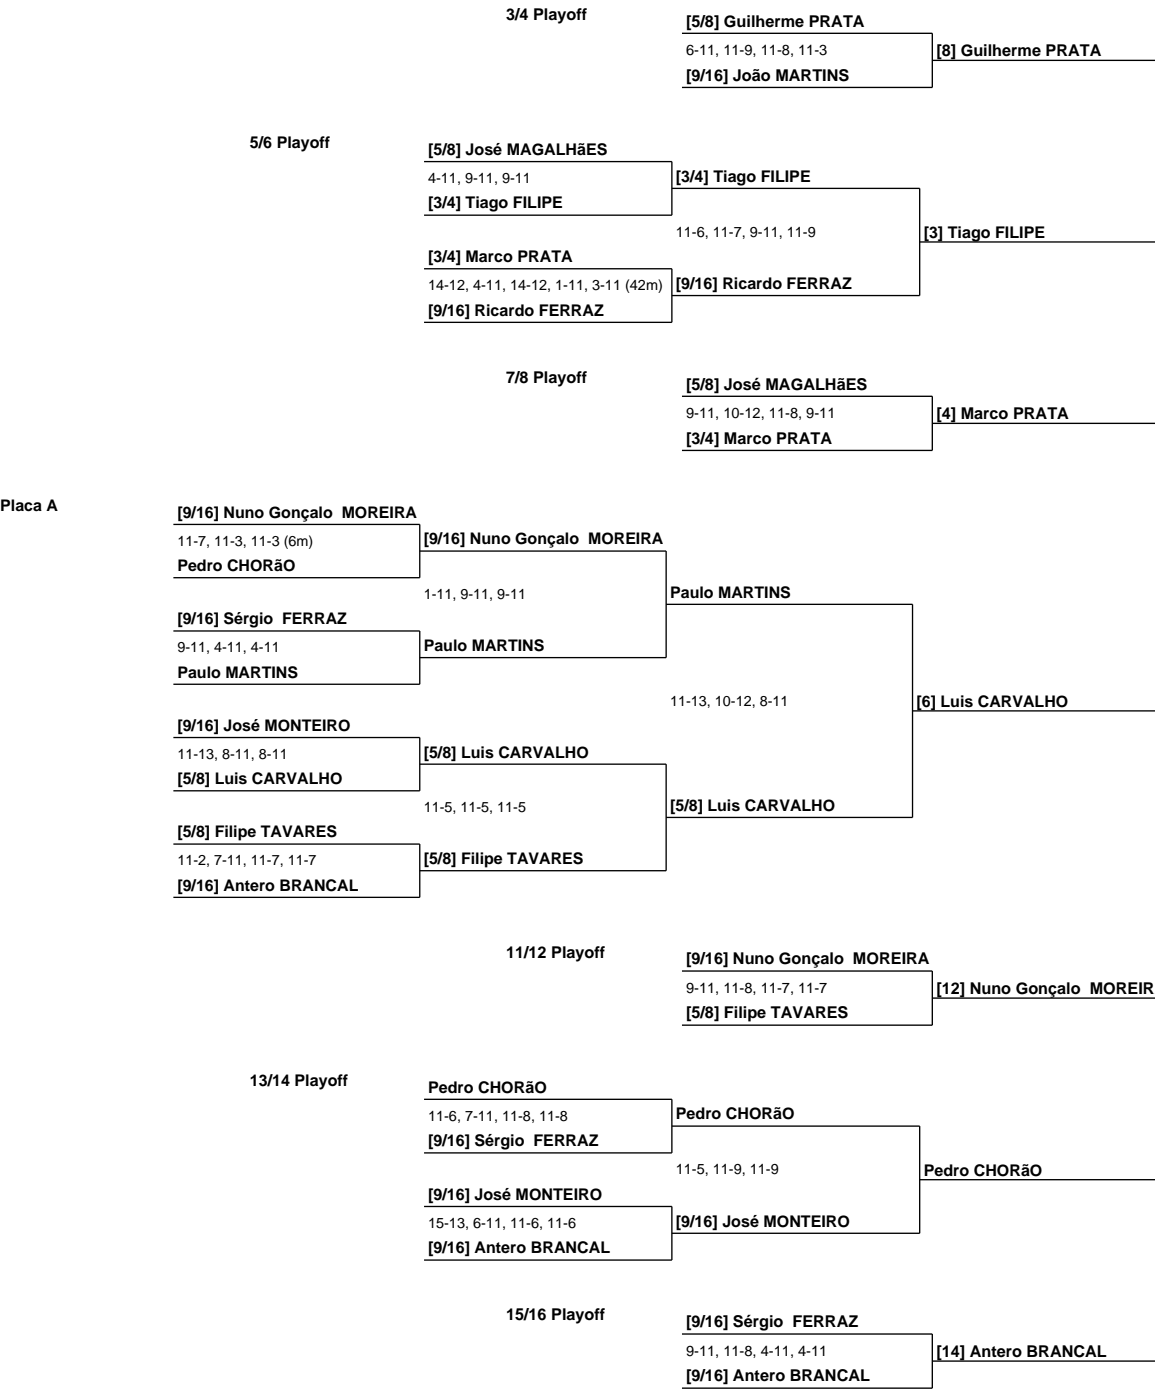 3/4 Playoff
[5/8] Guilherme PRATA
6-11, 11-9, 11-8, 11-3
[8] Guilherme PRATA
[9/16] João MARTINS
5/6 Playoff
[5/8] José MAGALHãES
4-11, 9-11, 9-11
[3/4] Tiago FILIPE
[3/4] Tiago FILIPE
11-6, 11-7, 9-11, 11-9
[3] Tiago FILIPE
[3/4] Marco PRATA
14-12, 4-11, 14-12, 1-11, 3-11 (42m)
[9/16] Ricardo FERRAZ
[9/16] Ricardo FERRAZ
7/8 Playoff
[5/8] José MAGALHãES
9-11, 10-12, 11-8, 9-11
[4] Marco PRATA
[3/4] Marco PRATA
Placa A
[9/16] Nuno Gonçalo  MOREIRA
11-7, 11-3, 11-3 (6m)
[9/16] Nuno Gonçalo  MOREIRA
Pedro CHORãO
1-11, 9-11, 9-11
Paulo MARTINS
[9/16] Sérgio  FERRAZ
9-11, 4-11, 4-11
Paulo MARTINS
Paulo MARTINS
11-13, 10-12, 8-11
[6] Luis CARVALHO
[9/16] José MONTEIRO
11-13, 8-11, 8-11
[5/8] Luis CARVALHO
[5/8] Luis CARVALHO
11-5, 11-5, 11-5
[5/8] Luis CARVALHO
[5/8] Filipe TAVARES
11-2, 7-11, 11-7, 11-7
[5/8] Filipe TAVARES
[9/16] Antero BRANCAL
11/12 Playoff
[9/16] Nuno Gonçalo  MOREIRA
9-11, 11-8, 11-7, 11-7
[12] Nuno Gonçalo  MOREIR
[5/8] Filipe TAVARES
13/14 Playoff
Pedro CHORãO
11-6, 7-11, 11-8, 11-8
Pedro CHORãO
[9/16] Sérgio  FERRAZ
11-5, 11-9, 11-9
Pedro CHORãO
[9/16] José MONTEIRO
15-13, 6-11, 11-6, 11-6
[9/16] José MONTEIRO
[9/16] Antero BRANCAL
15/16 Playoff
[9/16] Sérgio  FERRAZ
9-11, 11-8, 4-11, 4-11
[14] Antero BRANCAL
[9/16] Antero BRANCAL